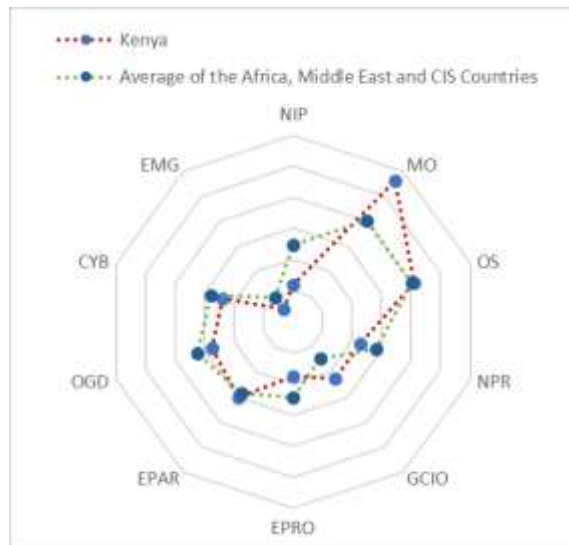 Kenya
Average of the Africa, Middle East and CIS Countries
NIP
EMG
MO
CYB
OS
OGD
NPR
EPAR
GCIO
EPRO